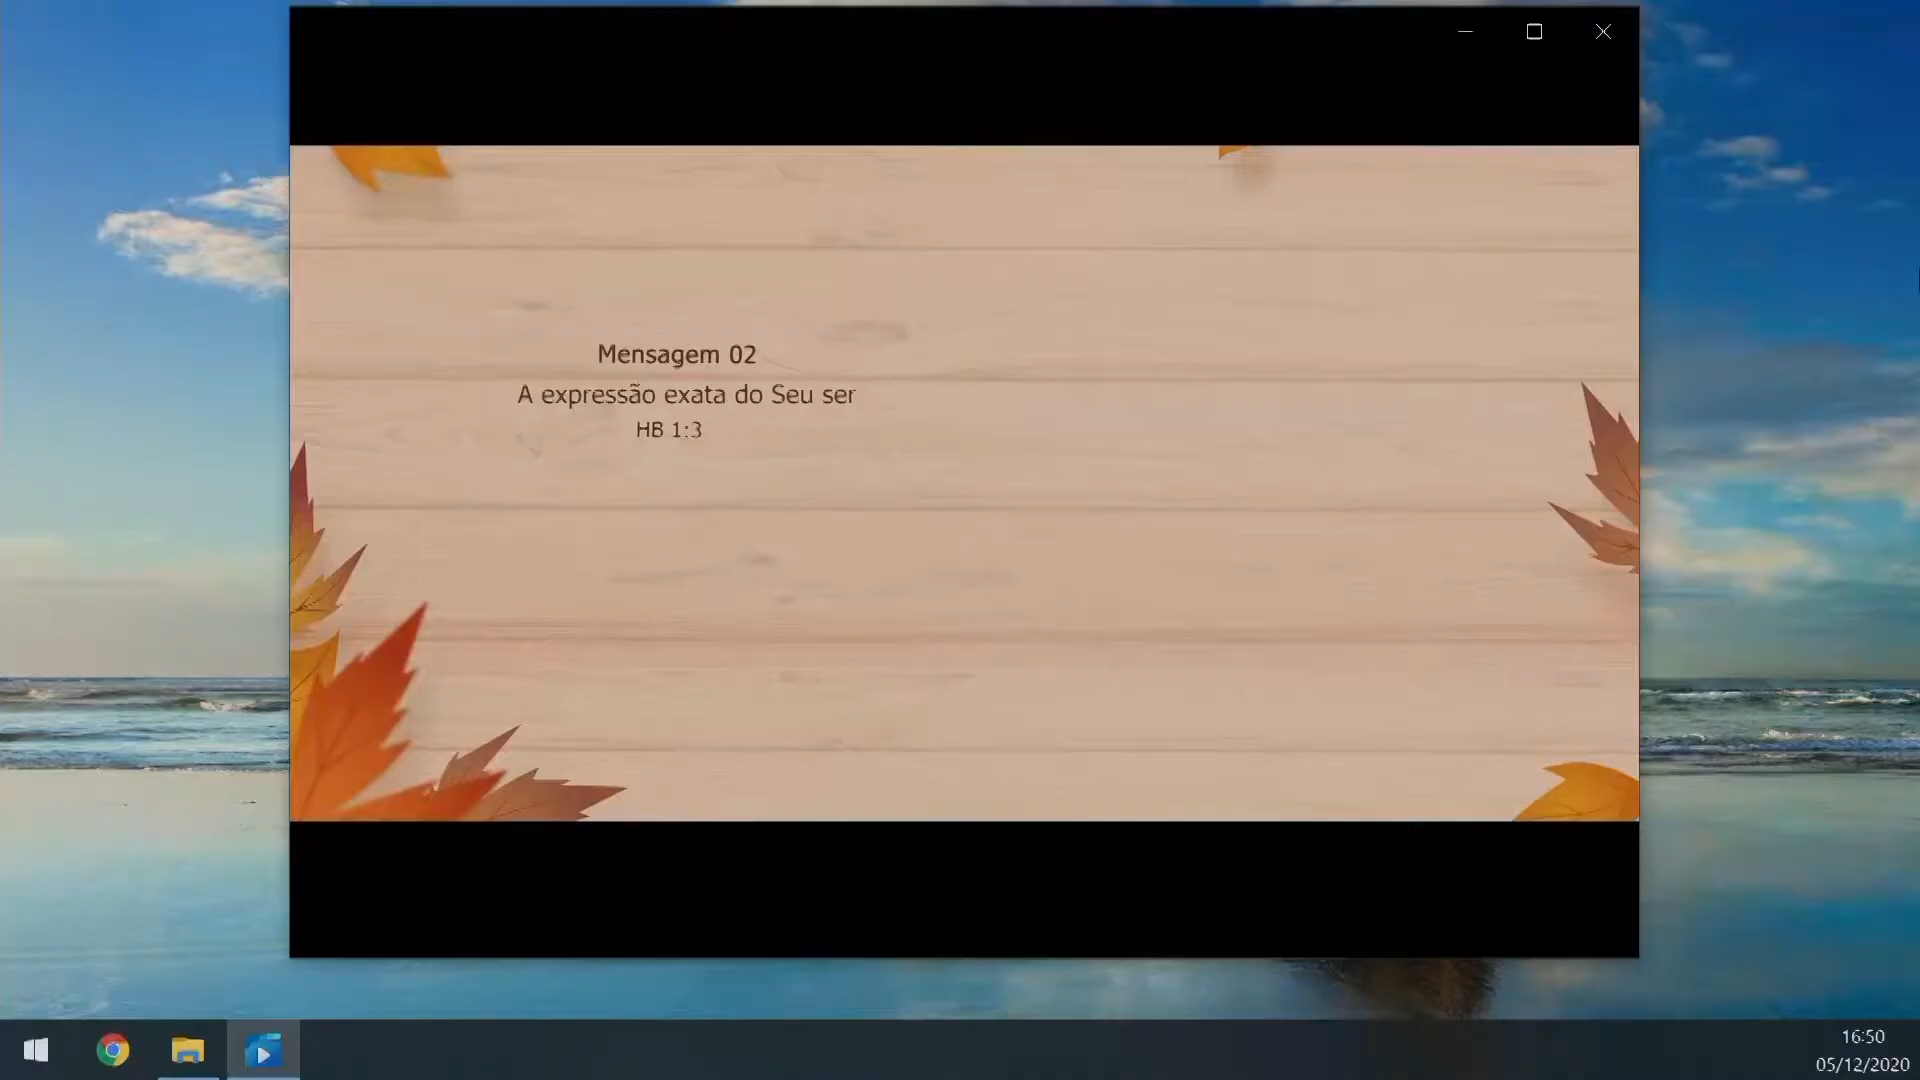 Mensagem 02
A expressão exata do Seu ser
HB 1:3
16:50
05/12/2020